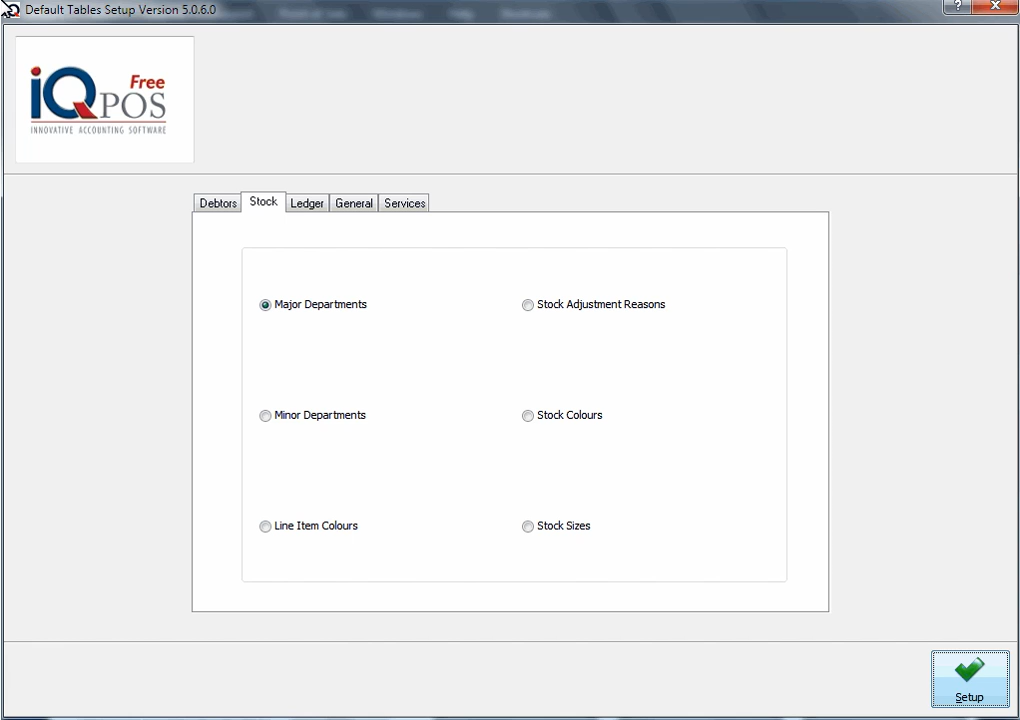 Default Tables Setup Version 5.0.6.0
?
iQ POS Free
INNOVATIVE ACCOUNTING SOFTWARE
Debtors Stock Ledger General Services
Major Departments Stock Adjustment Reasons
Minor Departments Stock Colours
Line Item Colours Stock Sizes
Setup